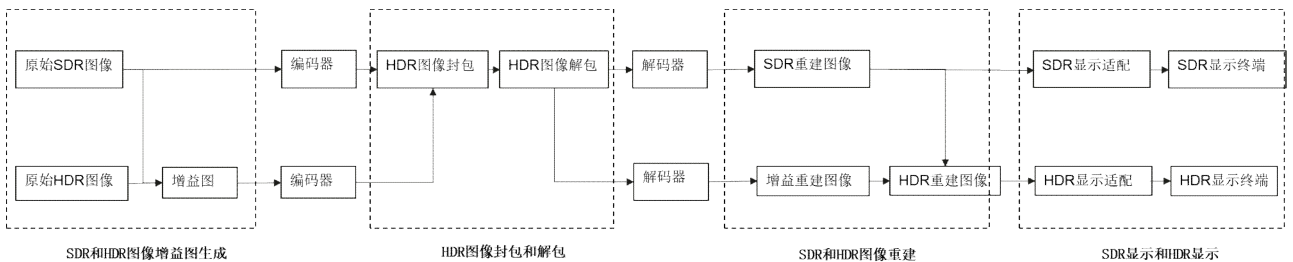 原始SDR图像
编码器
HDR图像封包
HDR图像解包
解码器
SDR重建图像
SDR显示适配
SDR显示终端
原始HDR图像
增益图
编码器
解码器
增益重建图像
HDR重建图像
HDR显示适配
HDR显示终端
SDR和HDR图像增益图生成
HDR图像封包和解包
SDR和HDR图像重建
SDR显示和HDR显示